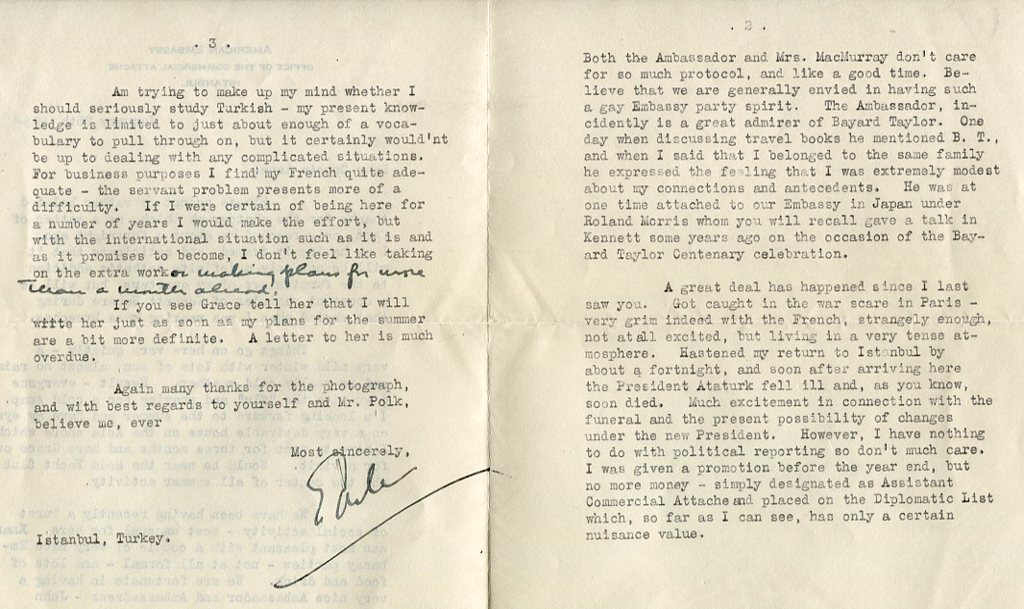 . 3 .
Am trying to make up my mind whether I
should seriously study Turkish - my present know-
ledge is limited to just about enough of a voca-
bulary to pull through on, but it certainly would'nt
be up to dealing with any complicated situations.
For business purposes I find my French quite ade-
quate - the servant problem presents more of a
difficulty. If I were certain of being here for
a number of years I would make the effort, but
with the international situation such as it is and
as it promises to become, I don't feel like taking
on the extra work or making plans for more
than a month ahead.
If you see Grace tell her that I will
write her just as soon as my plans for the summer
are a bit more definite. A letter to her is much
overdue.
Again many thanks for the photograph,
and with best regards to yourself and Mr. Polk,
believe me, ever
Most sincerely,
Istanbul, Turkey.
. 2 .
Both the Ambassador and Mrs. MacMurray don't care
for so much protocol, and like a good time. Be-
lieve that we are generally envied in having such
a gay Embassy party spirit. The Ambassador, in-
cidently is a great admirer of Bayard Taylor. One
day when discussing travel books he mentioned B. T.,
and when I said that I belonged to the same family
he expressed the feeling that I was extremely modest
about my connections and antecedents. He was at
one time attached to our Embassy in Japan under
Roland Morris whom you will recall gave a talk in
Kennett some years ago on the occasion of the Bay-
ard Taylor Centenary celebration.
A great deal has happened since I last
saw you. Got caught in the war scare in Paris -
very grim indeed with the French, strangely enough,
not atall excited, but living in a very tense at-
mosphere. Hastened my return to Istanbul by
about a fortnight, and soon after arriving here
the President Ataturk fell ill and, as you know,
soon died. Much excitement in connection with the
funeral and the present possibility of changes
under the new President. However, I have nothing
to do with political reporting so don't much care.
I was given a promotion before the year end, but
no more money - simply designated as Assistant
Commercial Attache and placed on the Diplomatic List
which, so far as I can see, has only a certain
nuisance value.